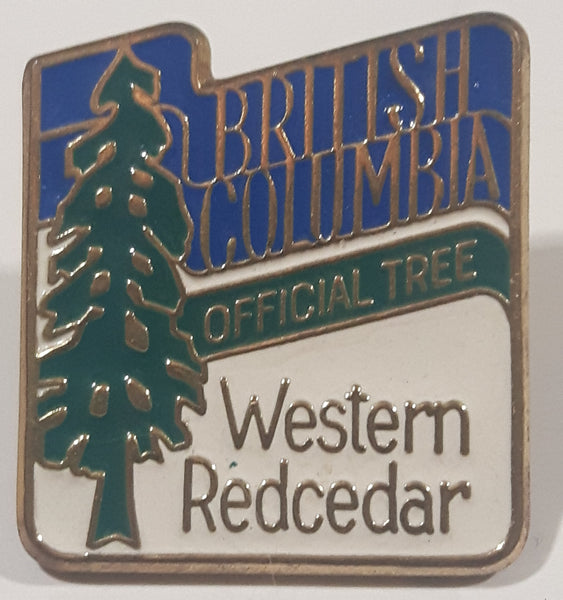 BRITISH
COLUMBIA
OFFICIAL TREE
Western
Redcedar